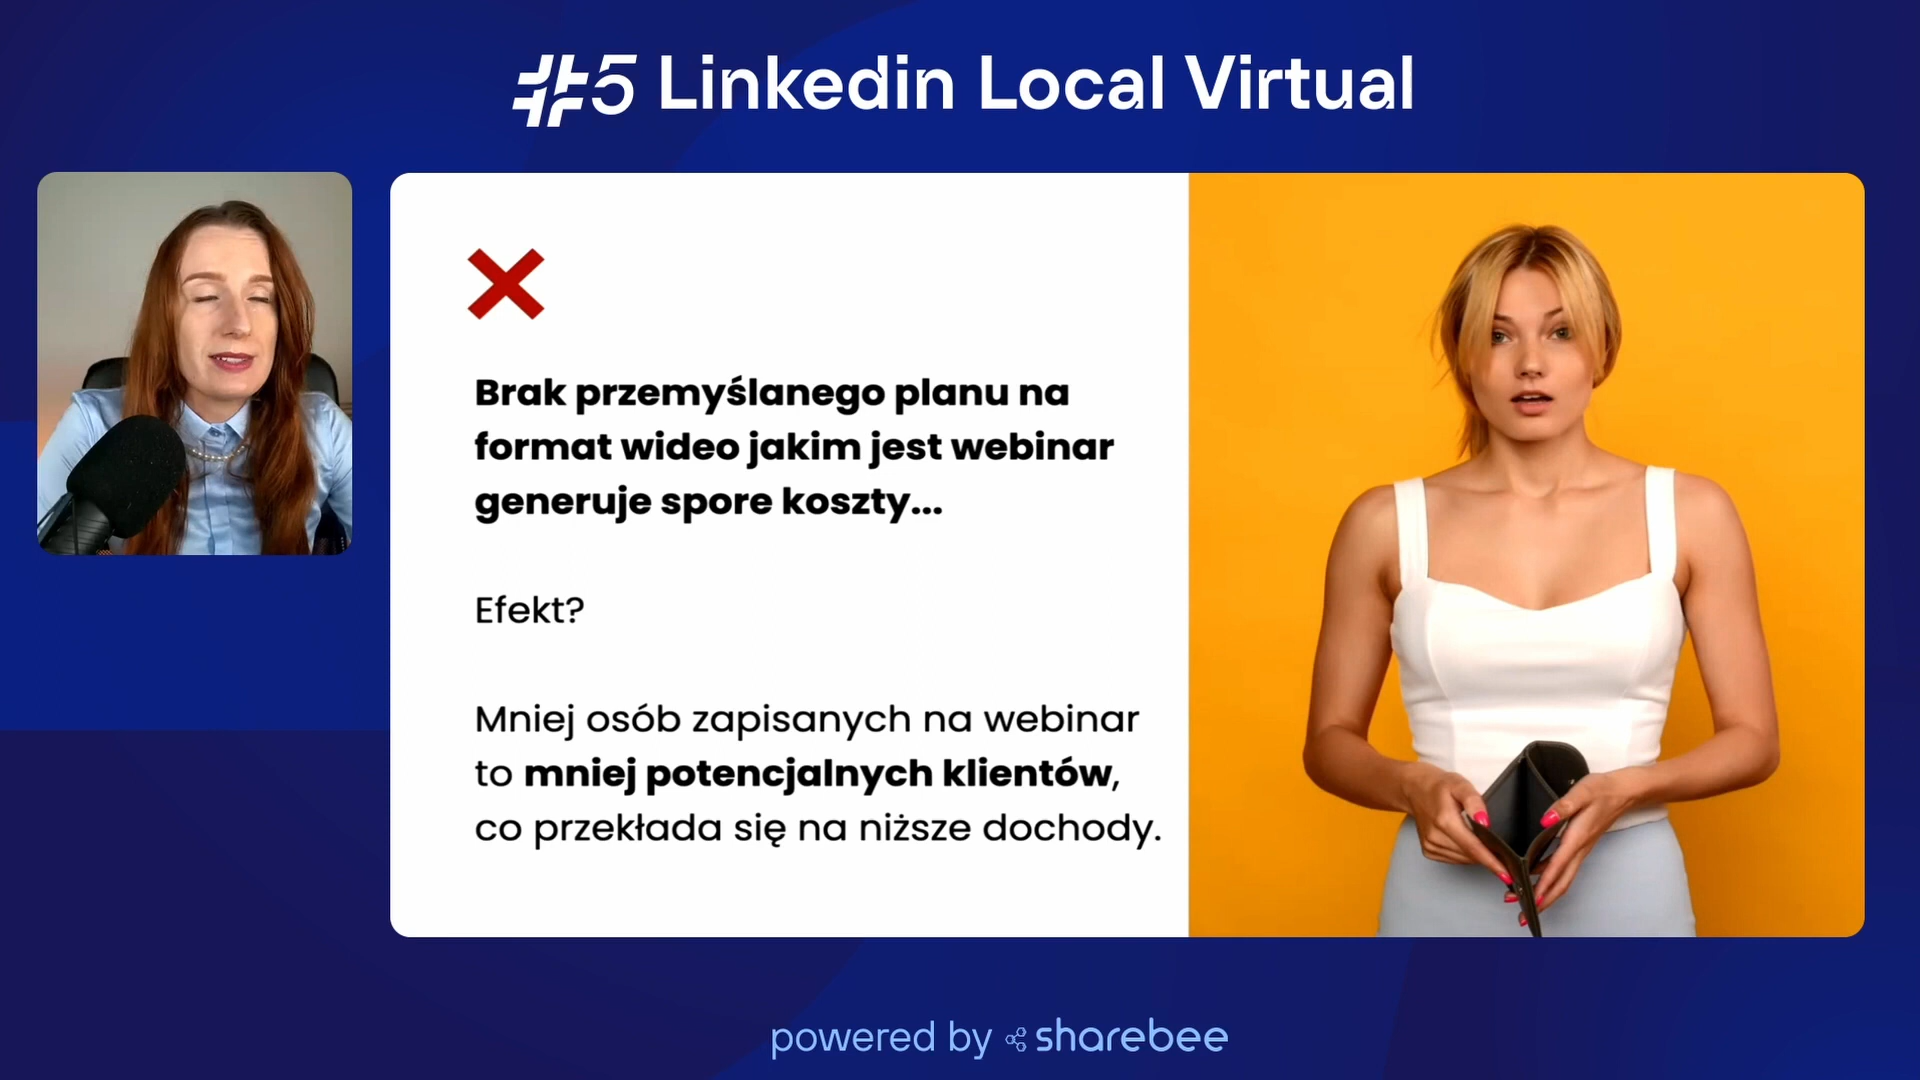 #5 Linkedin Local Virtual
Brak przemyślanego planu na
format wideo jakim jest webinar
generuje spore koszty...
Efekt?
Mniej osób zapisanych na webinar
to mniej potencjalnych klientów,
co przekłada się na niższe dochody.
powered by sharebee